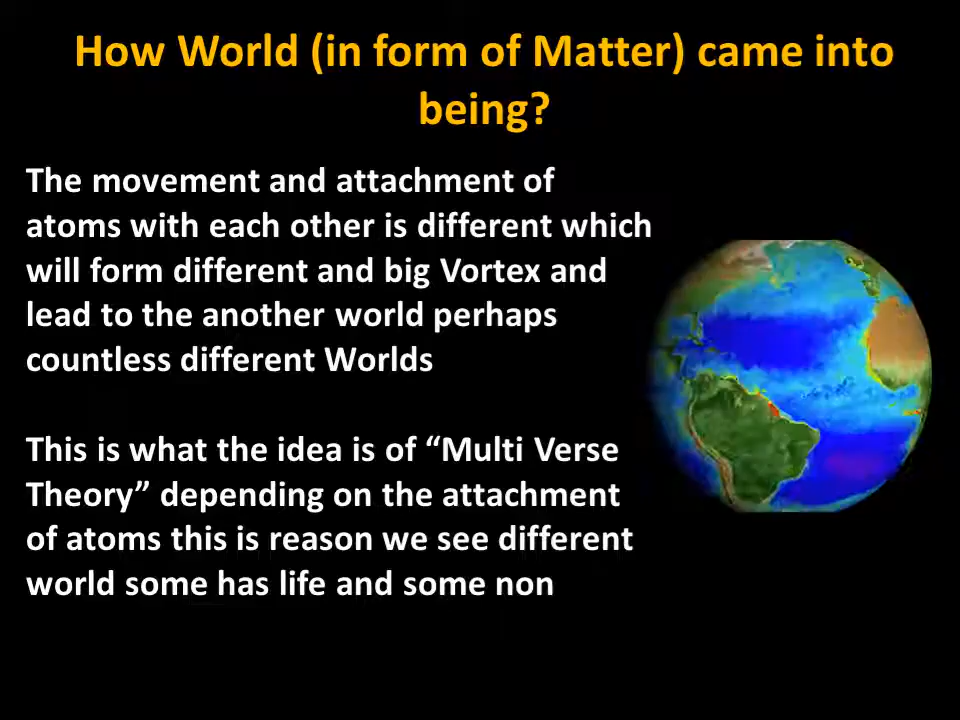 How World (in form of Matter) came into
being?
The movement and attachment of
atoms with each other is different which
will form different and big Vortex and
lead to the another world perhaps
countless different Worlds
This is what the idea is of “Multi Verse
Theory” depending on the attachment
of atoms this is reason we see different
world some has life and some non